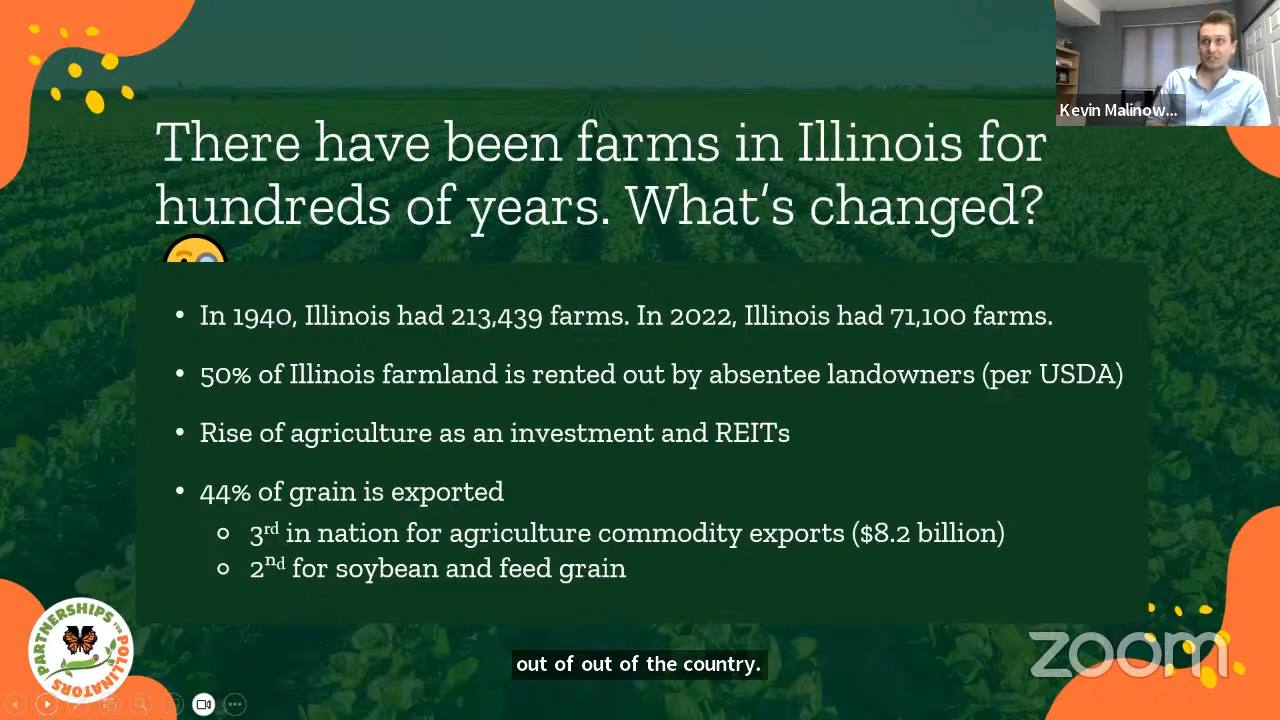 Kevin Malinow...
There have been farms in Illinois for
hundreds of years. What's changed?
• In 1940, Illinois had 213,439 farms. In 2022, Illinois had 71,100 farms.
• 50% of Illinois farmland is rented out by absentee landowners (per USDA)
• Rise of agriculture as an investment and REITs
• 44% of grain is exported
○ 3rd in nation for agriculture commodity exports ($8.2 billion)
○ 2nd for soybean and feed grain
PARTNERSHIPS FOR POLLINATORS
out of out of the country.
zoom